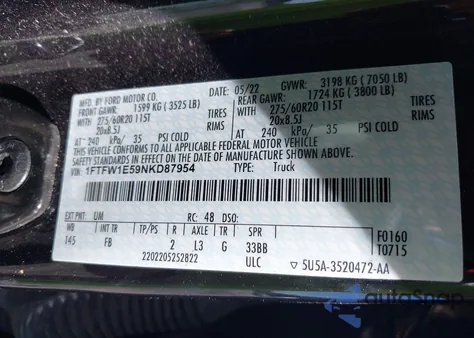 MFD. BY FORD MOTOR CO.
05/22 GVWR: 3198 KG (7050 LB)
FRONT GAWR: 1599 KG (3525 LB) REAR GAWR: 1724 KG (3800 LB)
WITH 275/60R20 115T TIRES WITH 275/60R20 115T TIRES
20x8.5J RIMS 20x8.5J RIMS
AT 240 kPa/ 35 PSI COLD AT 240 kPa/ 35 PSI COLD
THIS VEHICLE CONFORMS TO ALL APPLICABLE FEDERAL MOTOR VEHICLE
SAFETY STANDARDS IN EFFECT ON THE DATE OF MANUFACTURE SHOWN ABOVE.
VIN: 1FTFW1E59NKD87954 TYPE: Truck
EXT PNT: UM RC: 48 DSO: F0160
WB INT TR TP/PS R AXLE TR SPR T0715
145 FB 2 L3 G 33BB
2202205252822 ULC 5USA-3520472-AA
autoSnap